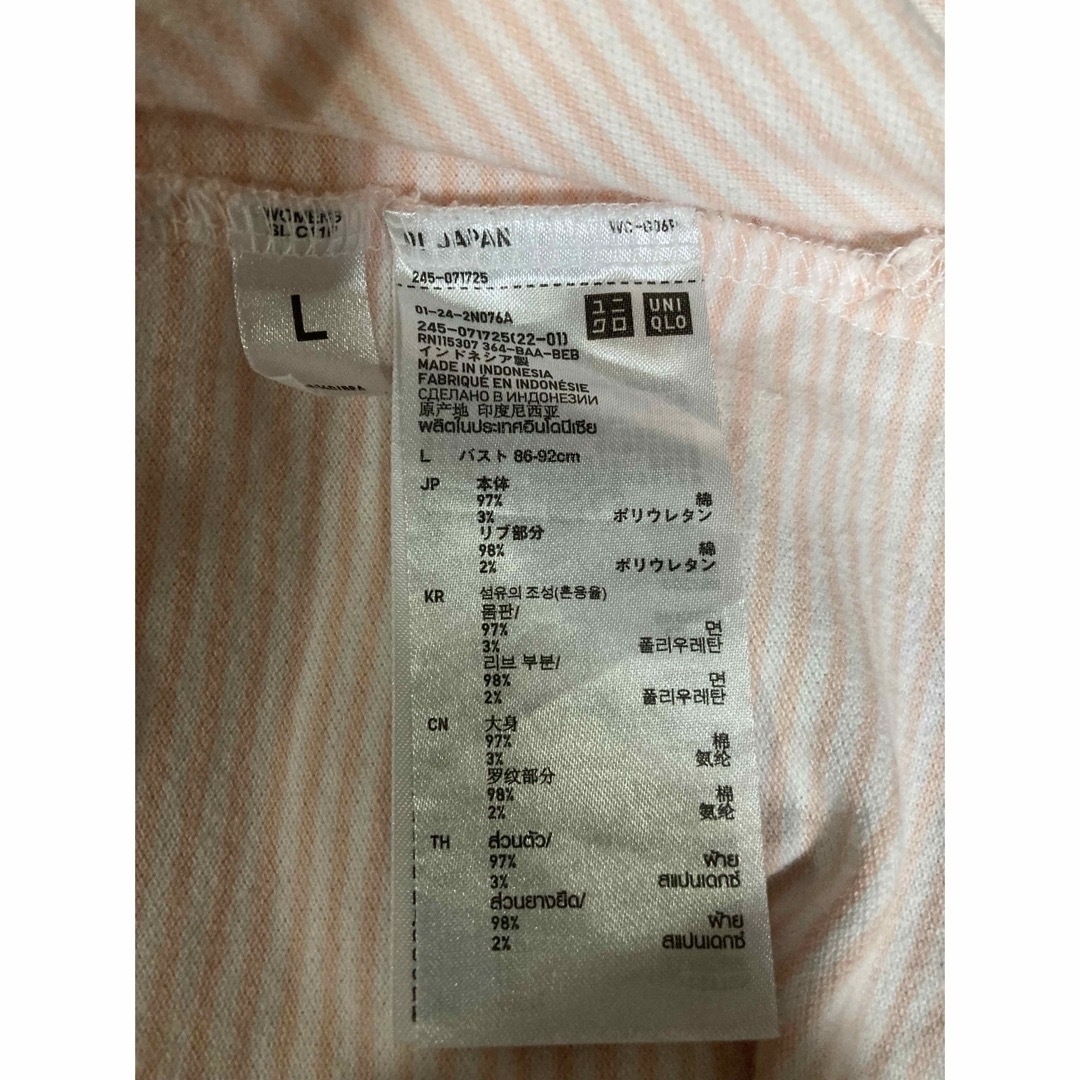 L
01 JAPAN
245-071725
01-24-2N076A
ユニクロ
UNIQLO
245-071725(22-01)
RN115307 364-BAA-BEB
インドネシア製
MADE IN INDONESIA
FABRIQUÉ EN INDONÉSIE
СДЕЛАНО В ИНДОНЕЗИИ
原产地 印度尼西亚
ผลิตในประเทศอินโดนีเซีย
L バスト 86-92cm
JP 本体
97% 綿
3% ポリウレタン
リブ部分
98% 綿
2% ポリウレタン
KR 섬유의 조성(혼용율)
몸판/
97% 면
3% 폴리우레탄
리브 부분/
98% 면
2% 폴리우레탄
CN 大身
97% 棉
3% 氨纶
罗纹部分
98% 棉
2% 氨纶
TH ส่วนตัว/
97% ฝ้าย
3% สแปนเดกซ์
ส่วนยางยืด/
98% ฝ้าย
2% สแปนเดกซ์